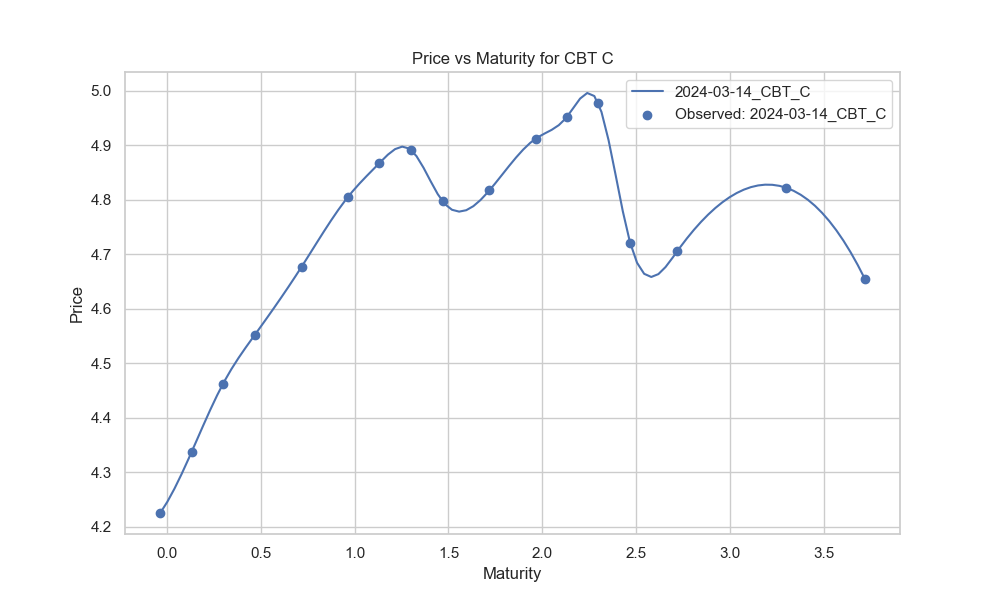 Price vs Maturity for CBT C
2024-03-14_CBT_C
Observed: 2024-03-14_CBT_C
Price
5.0
4.9
4.8
4.7
4.6
4.5
4.4
4.3
4.2
0.0 0.5 1.0 1.5 2.0 2.5 3.0 3.5
Maturity